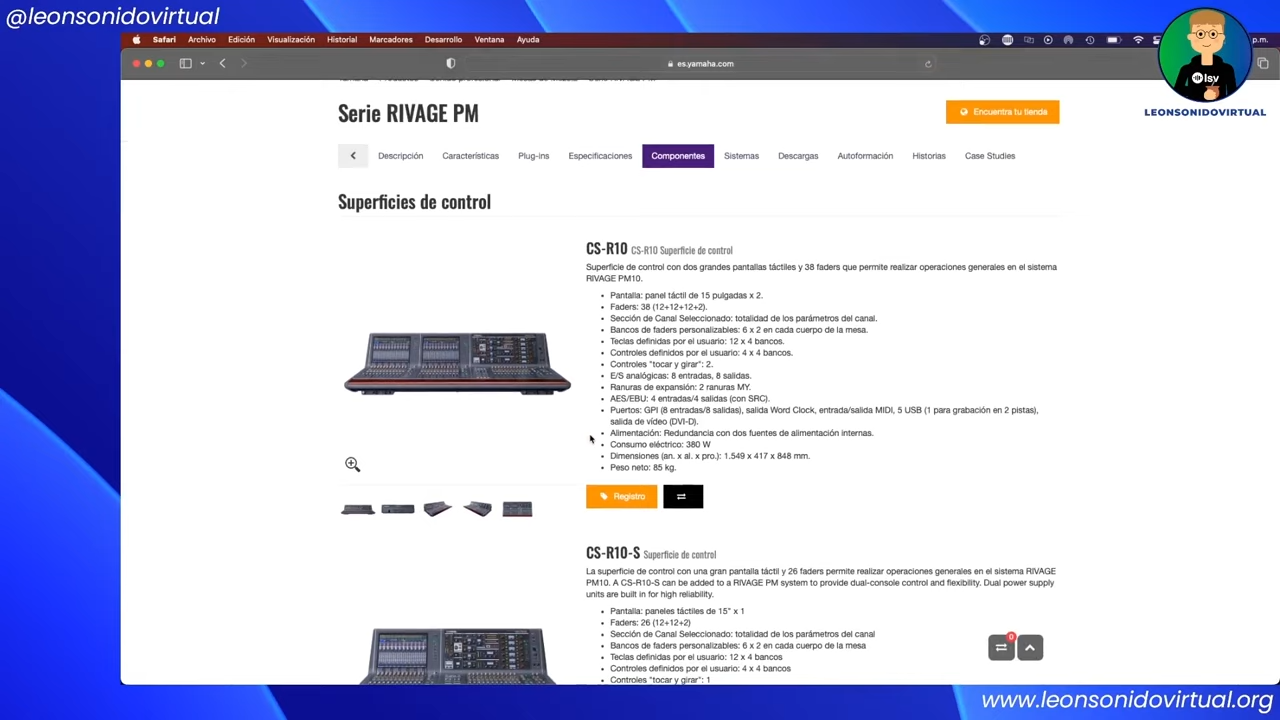 @leonsonidovirtual
Safari Archivo Edición Visualización Historial Marcadores Desarrollo Ventana Ayuda
p.m.
es.yamaha.com
lsv
LEONSONIDOVIRTUAL
Serie RIVAGE PM
Encuentra tu tienda
Descripción Características Plug-ins Especificaciones Componentes Sistemas Descargas Autoformación Historias Case Studies
Superficies de control
CS-R10 CS-R10 Superficie de control
Superficie de control con dos grandes pantallas táctiles y 38 faders que permite realizar operaciones generales en el sistema
RIVAGE PM10.
• Pantalla: panel táctil de 15 pulgadas x 2.
• Faders: 38 (12+12+12+2).
• Sección de Canal Seleccionado: totalidad de los parámetros del canal.
• Bancos de faders personalizables: 6 x 2 en cada cuerpo de la mesa.
• Teclas definidas por el usuario: 12 x 4 bancos.
• Controles definidos por el usuario: 4 x 4 bancos.
• Controles "tocar y girar": 2.
• E/S analógicas: 8 entradas, 8 salidas.
• Ranuras de expansión: 2 ranuras MY.
• AES/EBU: 4 entradas/4 salidas (con SRC).
• Puertos: GPI (8 entradas/8 salidas), salida Word Clock, entrada/salida MIDI, 5 USB (1 para grabación en 2 pistas),
salida de vídeo (DVI-D).
• Alimentación: Redundancia con dos fuentes de alimentación internas.
• Consumo eléctrico: 380 W
• Dimensiones (an. x al. x pro.): 1.549 x 417 x 848 mm.
• Peso neto: 85 kg.
Registro
CS-R10-S Superficie de control
La superficie de control con una gran pantalla táctil y 26 faders permite realizar operaciones generales en el sistema RIVAGE
PM10. A CS-R10-S can be added to a RIVAGE PM system to provide dual-console control and flexibility. Dual power supply
units are built in for high reliability.
• Pantalla: paneles táctiles de 15" x 1
• Faders: 26 (12+12+2)
• Sección de Canal Seleccionado: totalidad de los parámetros del canal
• Bancos de faders personalizables: 6 x 2 en cada cuerpo de la mesa
• Teclas definidas por el usuario: 12 x 4 bancos
• Controles definidos por el usuario: 4 x 4 bancos
• Controles "tocar y girar": 1
0
www.leonsonidovirtual.org